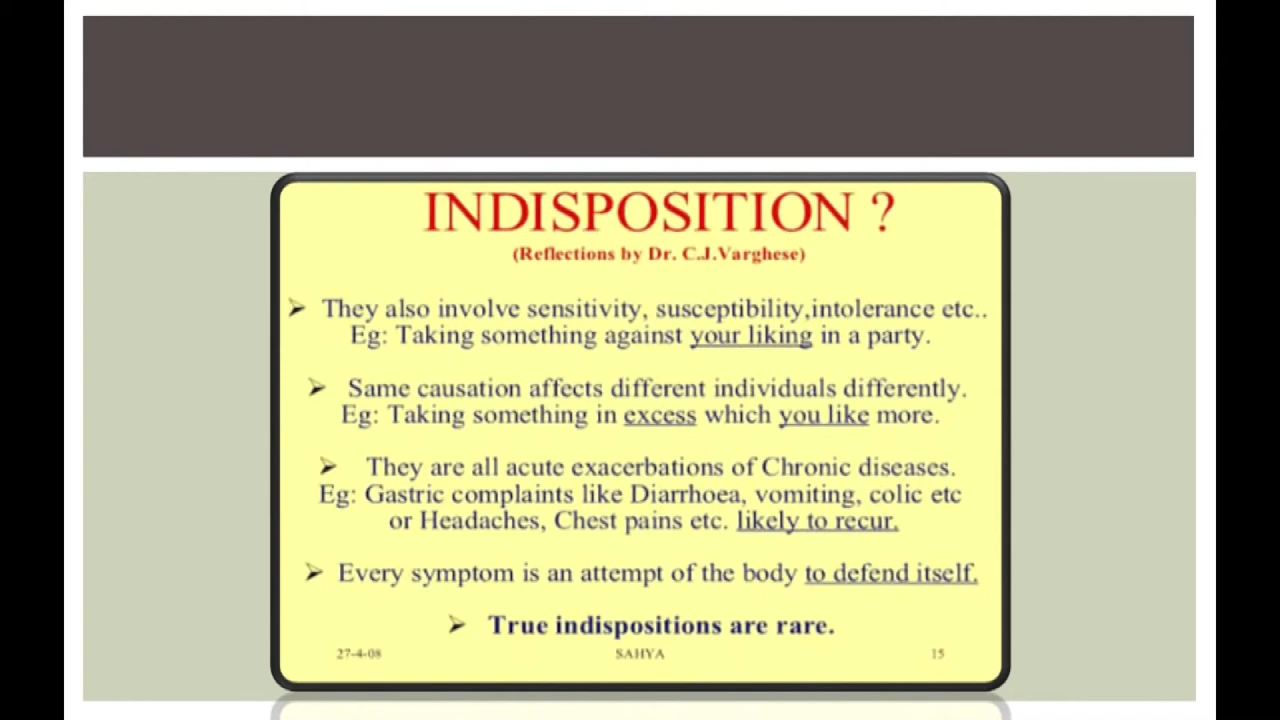 INDISPOSITION ?
(Reflections by Dr. C.J.Varghese)
➢ They also involve sensitivity, susceptibility,intolerance etc..
Eg: Taking something against your liking in a party.
➢ Same causation affects different individuals differently.
Eg: Taking something in excess which you like more.
➢ They are all acute exacerbations of Chronic diseases.
Eg: Gastric complaints like Diarrhoea, vomiting, colic etc
or Headaches, Chest pains etc. likely to recur.
➢ Every symptom is an attempt of the body to defend itself.
➢ True indispositions are rare.
27-4-08 SAHYA 15